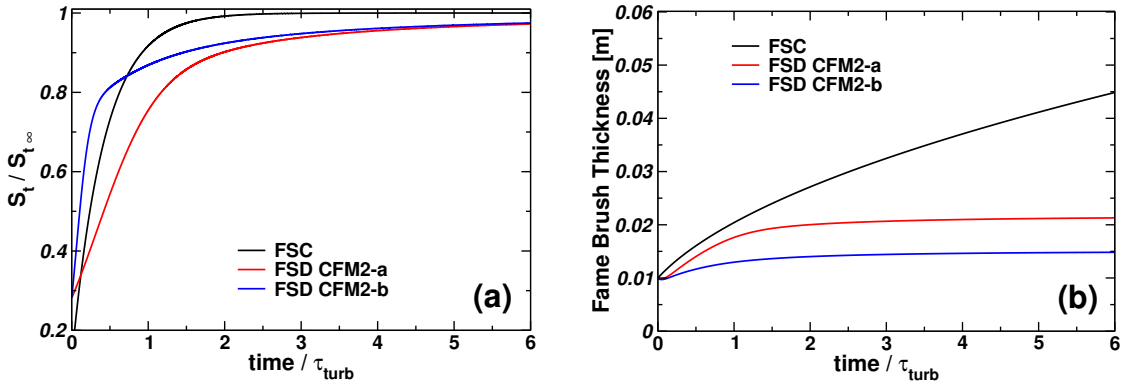 1
0.8
0.6
0.4
0.2
S_t / S_t∞
0 1 2 3 4 5 6
time / τ_turb
FSC
FSD CFM2-a
FSD CFM2-b
(a)
0.06
0.05
0.04
0.03
0.02
0.01
0
Fame Brush Thickness [m]
0 1 2 3 4 5 6
time / τ_turb
FSC
FSD CFM2-a
FSD CFM2-b
(b)